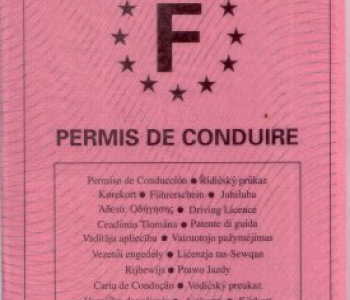 F
PERMIS DE CONDUIRE
Permiso de Conducción ● Řidičský průkaz
Kørekort ● Führerschein ● Juhiluba
Άδεια Οδήγησης ● Driving Licence
Ceadúnas Tiomána ● Patente di guida
Vadītāja apliecība ● Vairuotojo pažymėjimas
Vezetői engedély ● Liċenzja tas-Sewqan
Rijbewijs ● Prawo Jazdy
Carta de Condução ● Vodičský preukaz